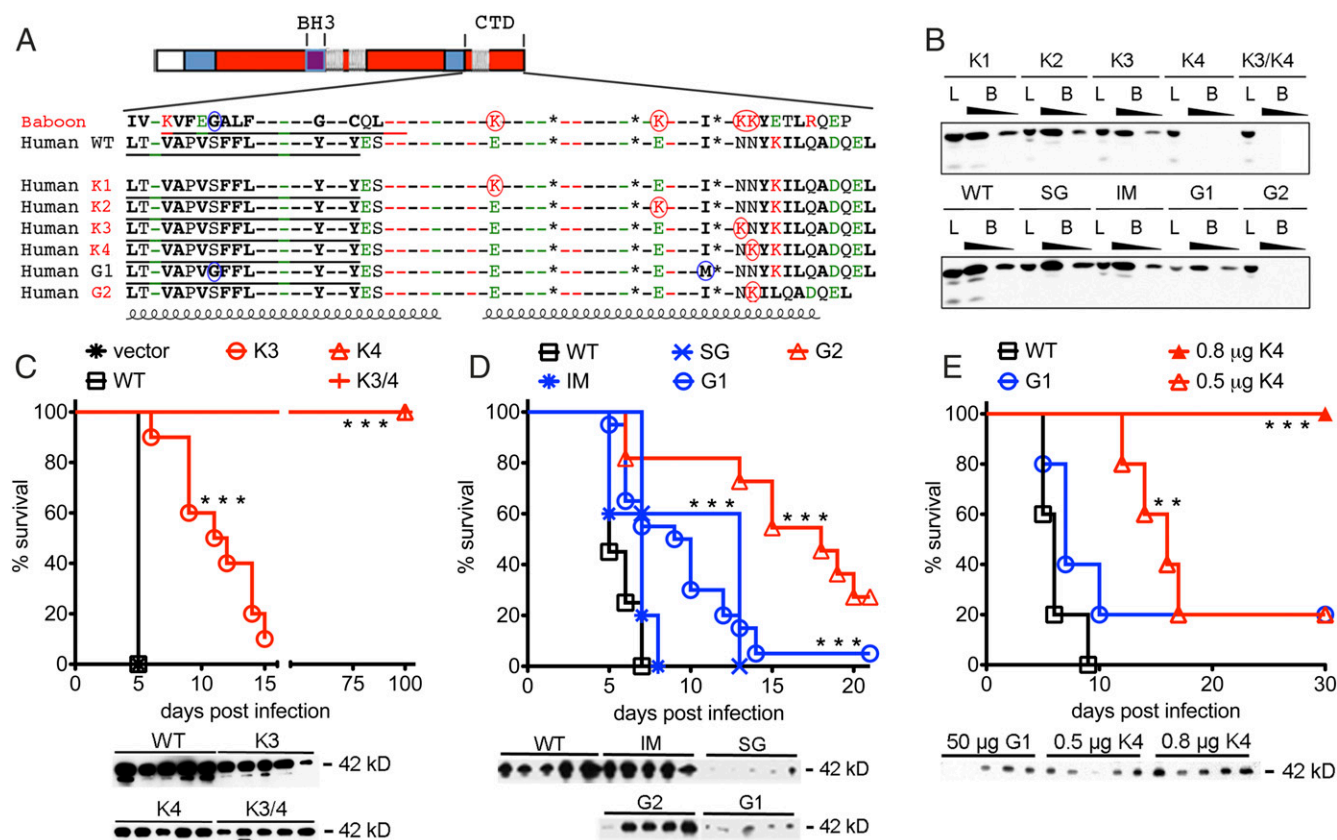 A
BH3
CTD
Baboon IV-KVFEGALF-----G--CQL------K---*------*-K--I-*KKYETLRQEP
Human WT LT-VAPVSFFL-----Y--YES------E---*------*-E--I-*NNYKILQADQEL
Human K1 LT-VAPVSFFL-----Y--YES------K---*------*-E--I-*NNYKILQADQEL
Human K2 LT-VAPVSFFL-----Y--YES------E---*------*-K--I-*NNYKILQADQEL
Human K3 LT-VAPVSFFL-----Y--YES------E---*------*-E--I-*KNYKILQADQEL
Human K4 LT-VAPVSFFL-----Y--YES------E---*------*-E--I-*NKYKILQADQEL
Human G1 LT-VAPVGFFL-----Y--YES------E---*------*-E--M*-NNYKILQADQEL
Human G2 LT-VAPVSFFL-----Y--YES------E---*------*-E--I-*NKILQADQEL
B
K1 K2 K3 K4 K3/K4
L B L B L B L B L B
WT SG IM G1 G2
L B L B L B L B L B
C
vector K3 K4
WT K3/4
% survival
100
80
60
40
20
0
* * *
* * *
0 5 10 15 75 100
days post infection
WT K3
- 42 kD
K4 K3/4
- 42 kD
D
WT SG G2
IM G1
% survival
100
80
60
40
20
0
* * *
* * *
* * *
0 5 10 15 20
days post infection
WT IM SG
- 42 kD
G2 G1
- 42 kD
E
WT 0.8 µg K4
G1 0.5 µg K4
% survival
100
80
60
40
20
0
* * *
* *
0 10 20 30
days post infection
50 µg G1 0.5 µg K4 0.8 µg K4
- 42 kD